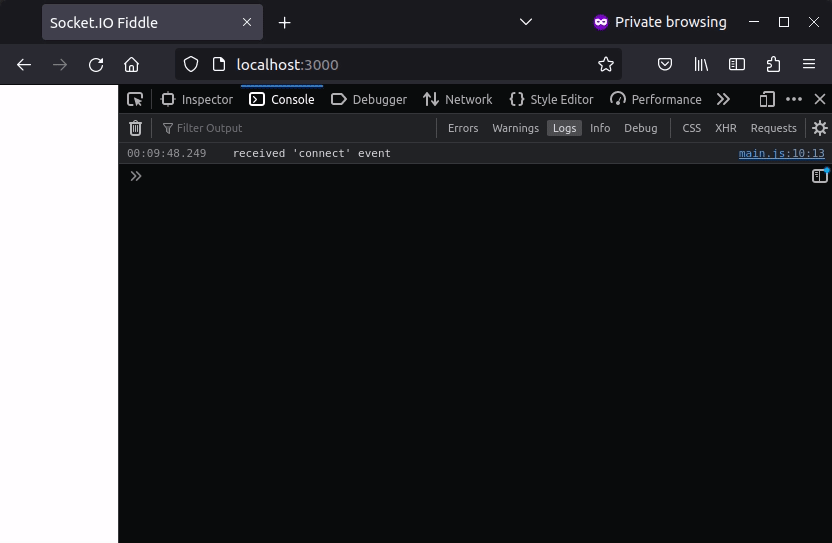 Socket.IO Fiddle
Private browsing
localhost:3000
Inspector Console Debugger Network Style Editor Performance
Filter Output Errors Warnings Logs Info Debug CSS XHR Requests
00:09:48.249 received 'connect' event main.js:10:13